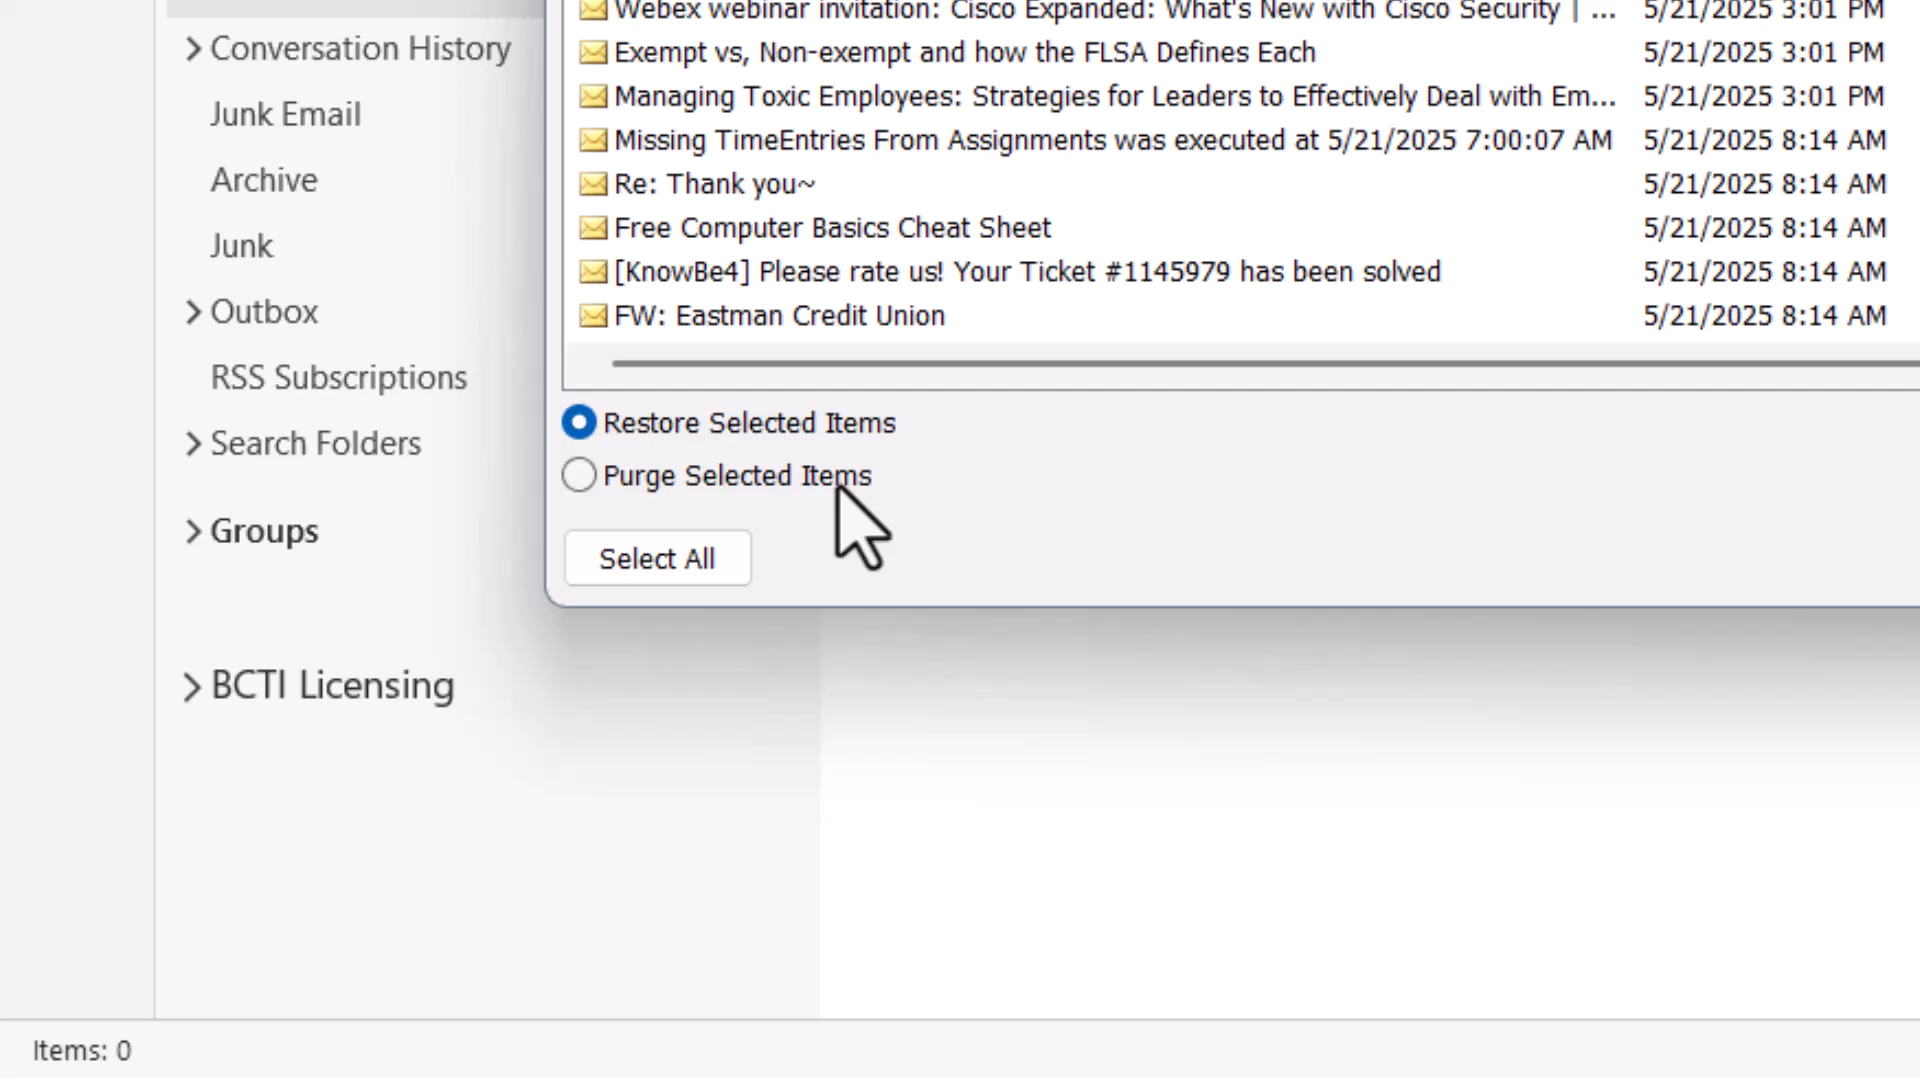 Conversation History
Junk Email
Archive
Junk
Outbox
RSS Subscriptions
Search Folders
Groups
BCTI Licensing
Webex webinar invitation: Cisco Expanded: What's New with Cisco Security | ... 5/21/2025 3:01 PM
Exempt vs, Non-exempt and how the FLSA Defines Each 5/21/2025 3:01 PM
Managing Toxic Employees: Strategies for Leaders to Effectively Deal with Em... 5/21/2025 3:01 PM
Missing TimeEntries From Assignments was executed at 5/21/2025 7:00:07 AM 5/21/2025 8:14 AM
Re: Thank you~ 5/21/2025 8:14 AM
Free Computer Basics Cheat Sheet 5/21/2025 8:14 AM
[KnowBe4] Please rate us! Your Ticket #1145979 has been solved 5/21/2025 8:14 AM
FW: Eastman Credit Union 5/21/2025 8:14 AM
Restore Selected Items
Purge Selected Items
Select All
Items: 0